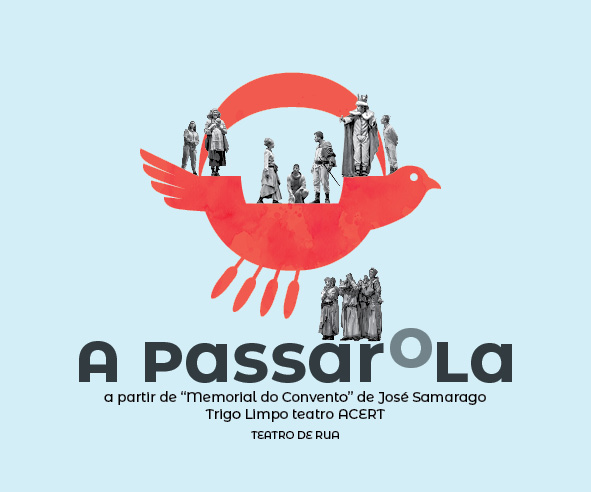 A Passarola
a partir de “Memorial do Convento” de José Samarago
Trigo Limpo teatro ACERT
TEATRO DE RUA